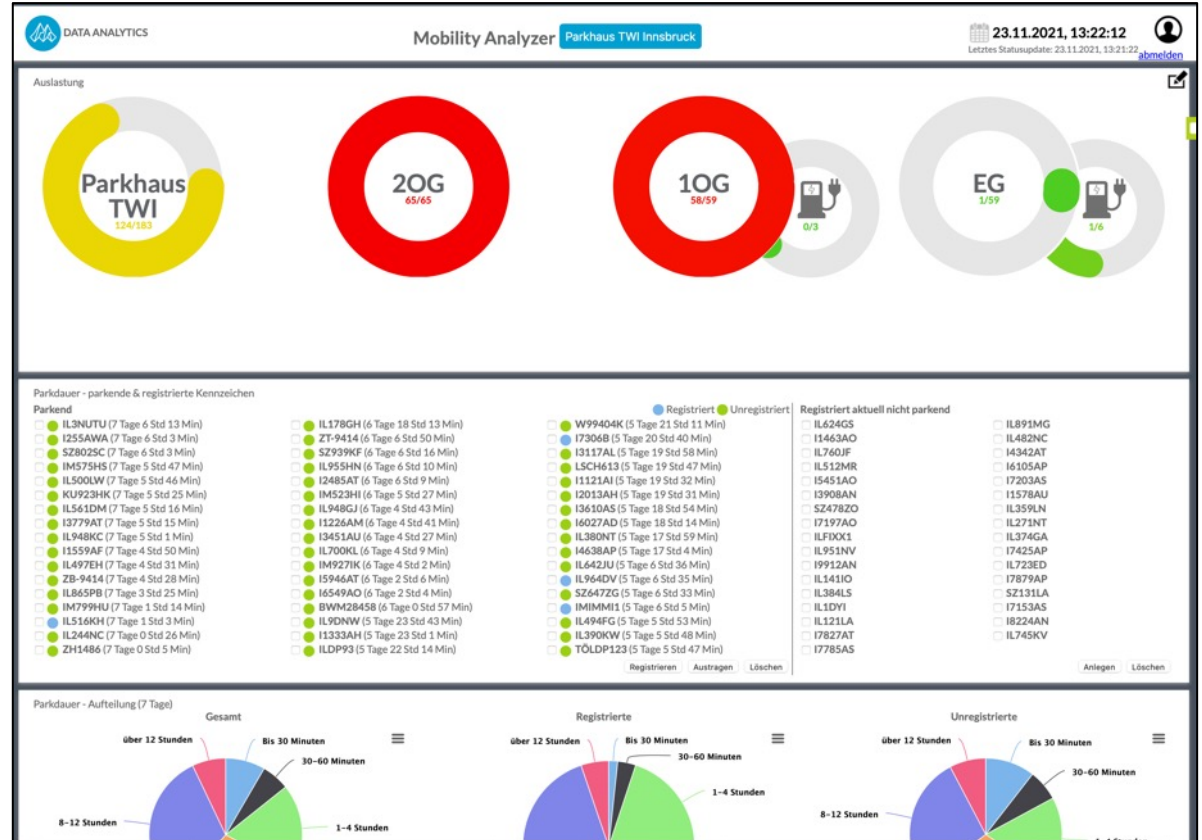 DATA ANALYTICS
Mobility Analyzer Parkhaus TWI Innsbruck
23.11.2021, 13:22:12
Letztes Statusupdate: 23.11.2021, 13:21:22
abmelden
Auslastung
Parkhaus
TWI
124/183
2OG
65/65
1OG
58/59
0/3
EG
1/59
1/6
Parkdauer - parkende & registrierte Kennzeichen
Parkend
Registriert Unregistriert
IL3NUTU (7 Tage 6 Std 13 Min)
I255AWA (7 Tage 6 Std 3 Min)
SZ802SC (7 Tage 6 Std 3 Min)
IM575HS (7 Tage 5 Std 47 Min)
IL500LW (7 Tage 5 Std 46 Min)
KU923HK (7 Tage 5 Std 25 Min)
IL561DM (7 Tage 5 Std 16 Min)
I3779AT (7 Tage 5 Std 15 Min)
IL948KC (7 Tage 5 Std 1 Min)
I1559AF (7 Tage 4 Std 50 Min)
IL497EH (7 Tage 4 Std 31 Min)
ZB-9414 (7 Tage 4 Std 28 Min)
IL865PB (7 Tage 3 Std 25 Min)
IM799HU (7 Tage 1 Std 14 Min)
IL516KH (7 Tage 1 Std 3 Min)
IL244NC (7 Tage 0 Std 26 Min)
ZH1486 (7 Tage 0 Std 5 Min)
IL178GH (6 Tage 18 Std 13 Min)
ZT-9414 (6 Tage 6 Std 50 Min)
SZ939KF (6 Tage 6 Std 16 Min)
IL955HN (6 Tage 6 Std 10 Min)
I2485AT (6 Tage 6 Std 9 Min)
IM523HI (6 Tage 5 Std 27 Min)
IL948GJ (6 Tage 4 Std 43 Min)
I1226AM (6 Tage 4 Std 41 Min)
I3451AU (6 Tage 4 Std 27 Min)
IL700KL (6 Tage 4 Std 9 Min)
IM927IK (6 Tage 4 Std 2 Min)
I5946AT (6 Tage 2 Std 6 Min)
I6549AO (6 Tage 2 Std 4 Min)
BWM28458 (6 Tage 0 Std 57 Min)
IL9DNW (5 Tage 23 Std 43 Min)
I1333AH (5 Tage 23 Std 1 Min)
ILDP93 (5 Tage 22 Std 14 Min)
W99404K (5 Tage 21 Std 11 Min)
I7306B (5 Tage 20 Std 40 Min)
I3117AL (5 Tage 19 Std 58 Min)
LSCH613 (5 Tage 19 Std 47 Min)
I1121AI (5 Tage 19 Std 32 Min)
I2013AH (5 Tage 19 Std 31 Min)
I3610AS (5 Tage 18 Std 54 Min)
I6027AD (5 Tage 18 Std 14 Min)
IL380NT (5 Tage 17 Std 59 Min)
I4638AP (5 Tage 17 Std 4 Min)
IL642JU (5 Tage 6 Std 36 Min)
IL964DV (5 Tage 6 Std 35 Min)
SZ647ZG (5 Tage 6 Std 33 Min)
IMIMMI1 (5 Tage 6 Std 5 Min)
IL494FG (5 Tage 5 Std 53 Min)
IL390KW (5 Tage 5 Std 48 Min)
TÖLDP123 (5 Tage 5 Std 47 Min)
Registrieren Austragen Löschen
Registriert aktuell nicht parkend
IL624GS
I1463AO
IL760JF
IL512MR
I5451AO
I3908AN
SZ478ZO
I7197AO
ILFIXX1
IL951NV
I9912AN
IL141IO
IL384LS
IL1DYI
IL121LA
I7827AT
I7785AS
IL891MG
IL482NC
I4342AT
I6105AP
I7203AS
I1578AU
IL359LN
IL271NT
IL374GA
I7425AP
IL723ED
I7879AP
SZ131LA
I7153AS
I8224AN
IL745KV
Anlegen Löschen
Parkdauer - Aufteilung (7 Tage)
Gesamt
über 12 Stunden
Bis 30 Minuten
30-60 Minuten
1-4 Stunden
8-12 Stunden
Registrierte
über 12 Stunden
Bis 30 Minuten
30-60 Minuten
1-4 Stunden
Unregistrierte
über 12 Stunden
Bis 30 Minuten
30-60 Minuten
8-12 Stunden